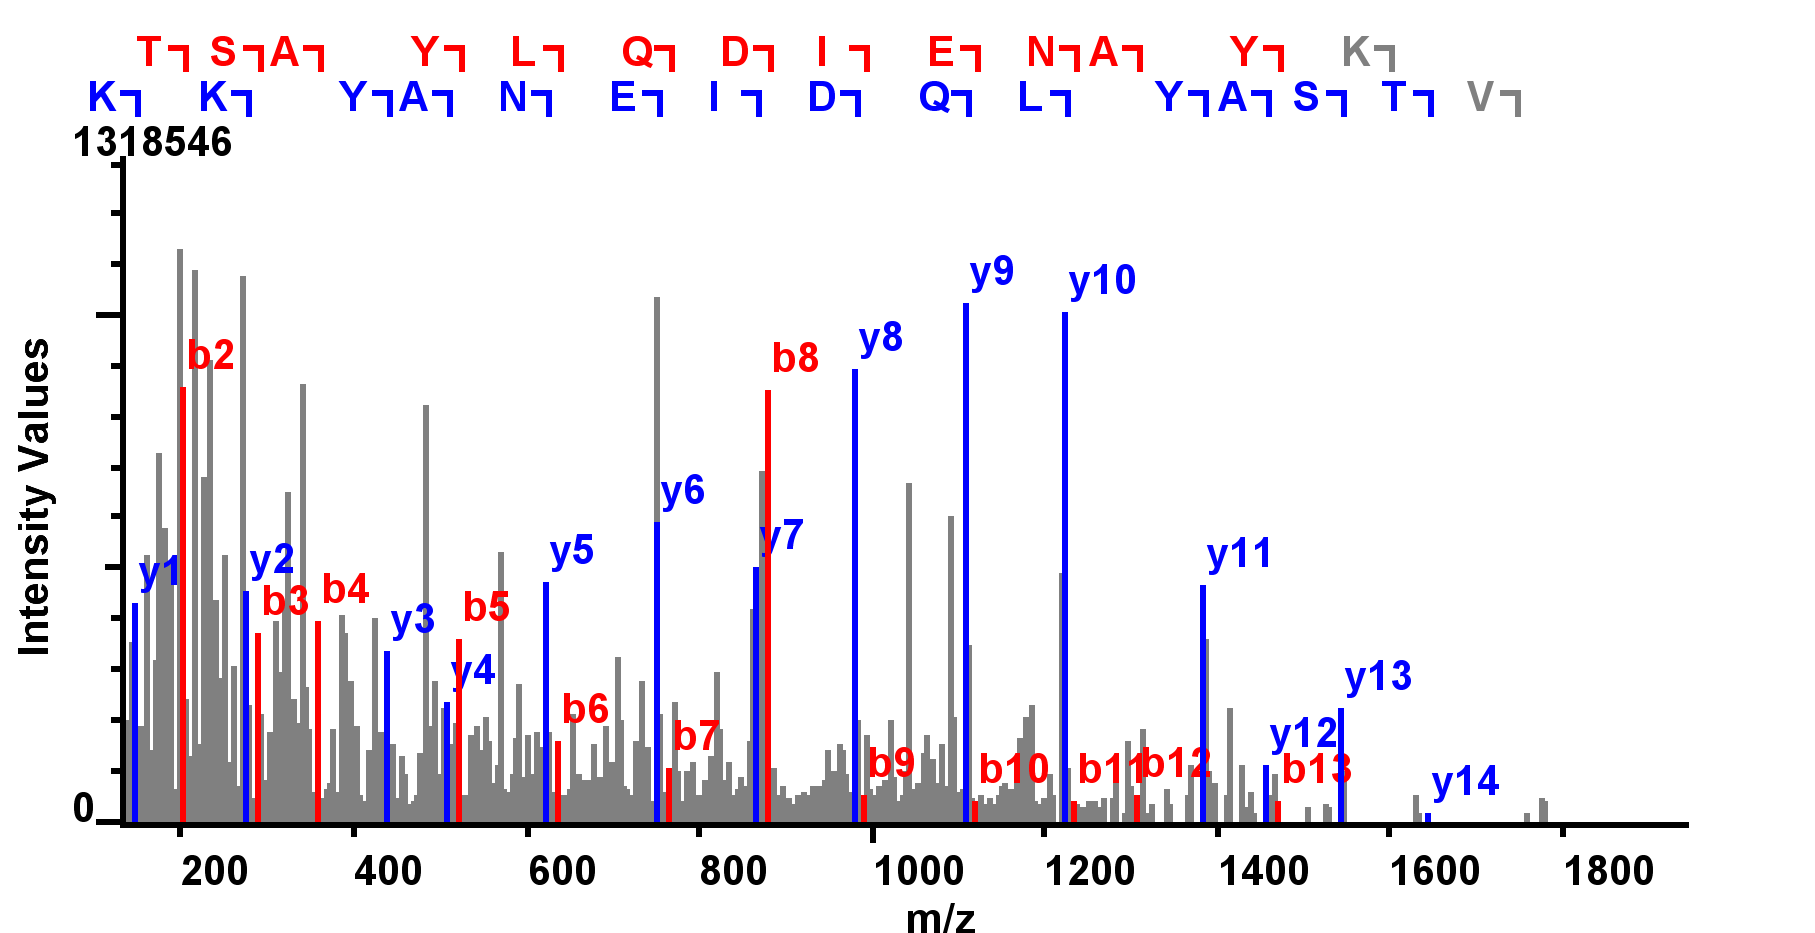 T S A Y L Q D I E N A Y K
K K Y A N E I D Q L Y A S T V
1318546
y9
y10
y8
b2
b8
y6
y7
y5
y11
y1
y2
b3
b4
b5
y3
y4
y13
b6
b7
y12
b9
b10
b11
b12
b13
y14
Intensity Values
0
200 400 600 800 1000 1200 1400 1600 1800
m/z